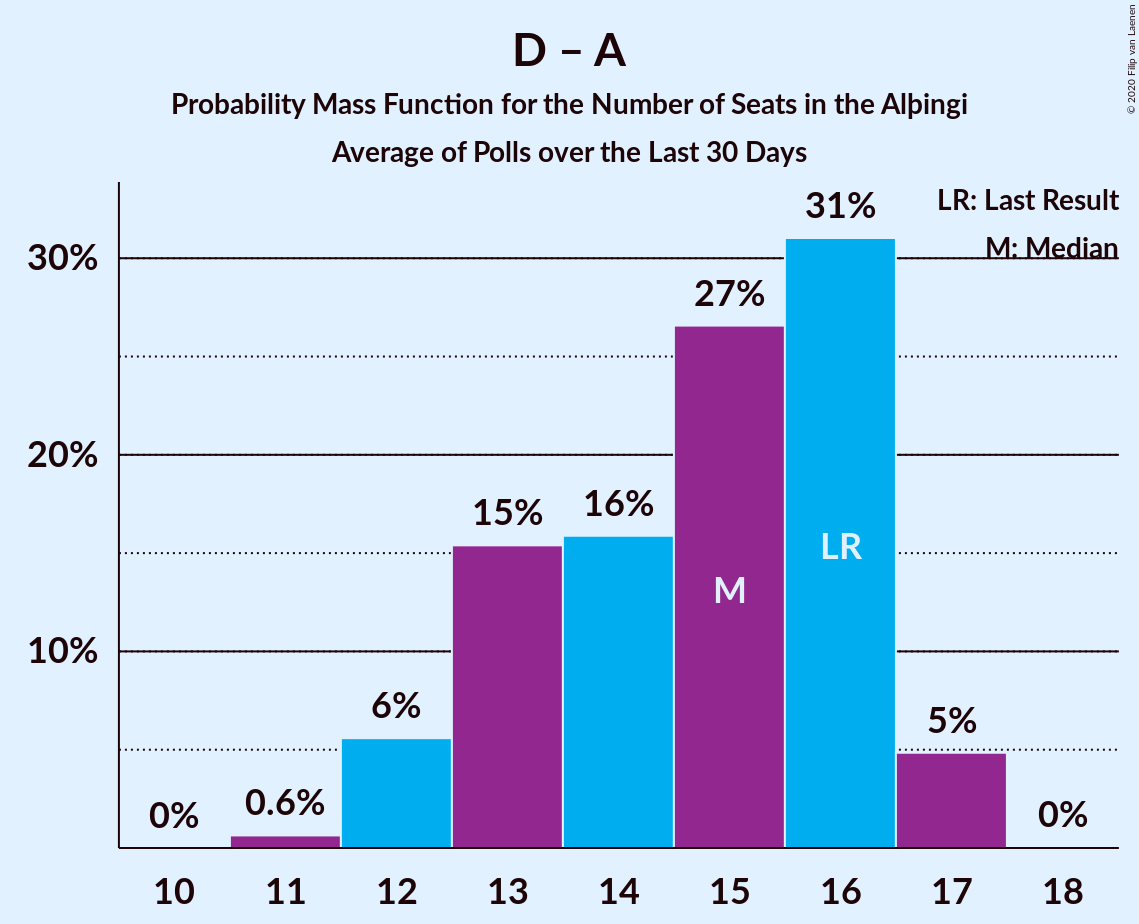 D – A
Probability Mass Function for the Number of Seats in the Alþingi
Average of Polls over the Last 30 Days
© 2020 Filip van Laenen
LR: Last Result
M: Median
30%
20%
10%
0%
0.6%
6%
15%
16%
27%
31%
5%
0%
M
LR
10 11 12 13 14 15 16 17 18